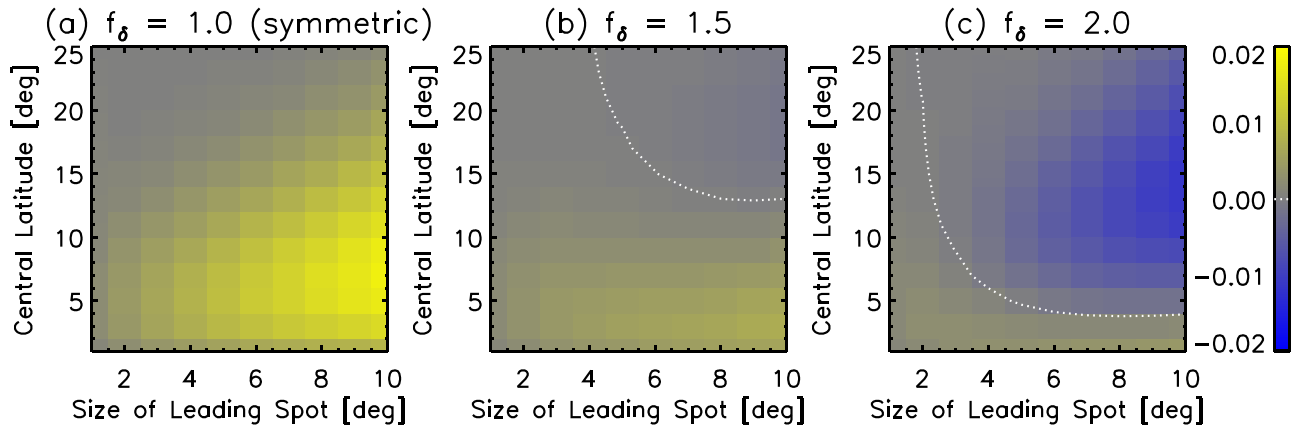 (a) f_δ = 1.0 (symmetric)
(b) f_δ = 1.5
(c) f_δ = 2.0
Central Latitude [deg]
25
20
15
10
5
2 4 6 8 10
Size of Leading Spot [deg]
Central Latitude [deg]
25
20
15
10
5
2 4 6 8 10
Size of Leading Spot [deg]
Central Latitude [deg]
25
20
15
10
5
2 4 6 8 10
Size of Leading Spot [deg]
0.02
0.01
0.00
−0.01
−0.02